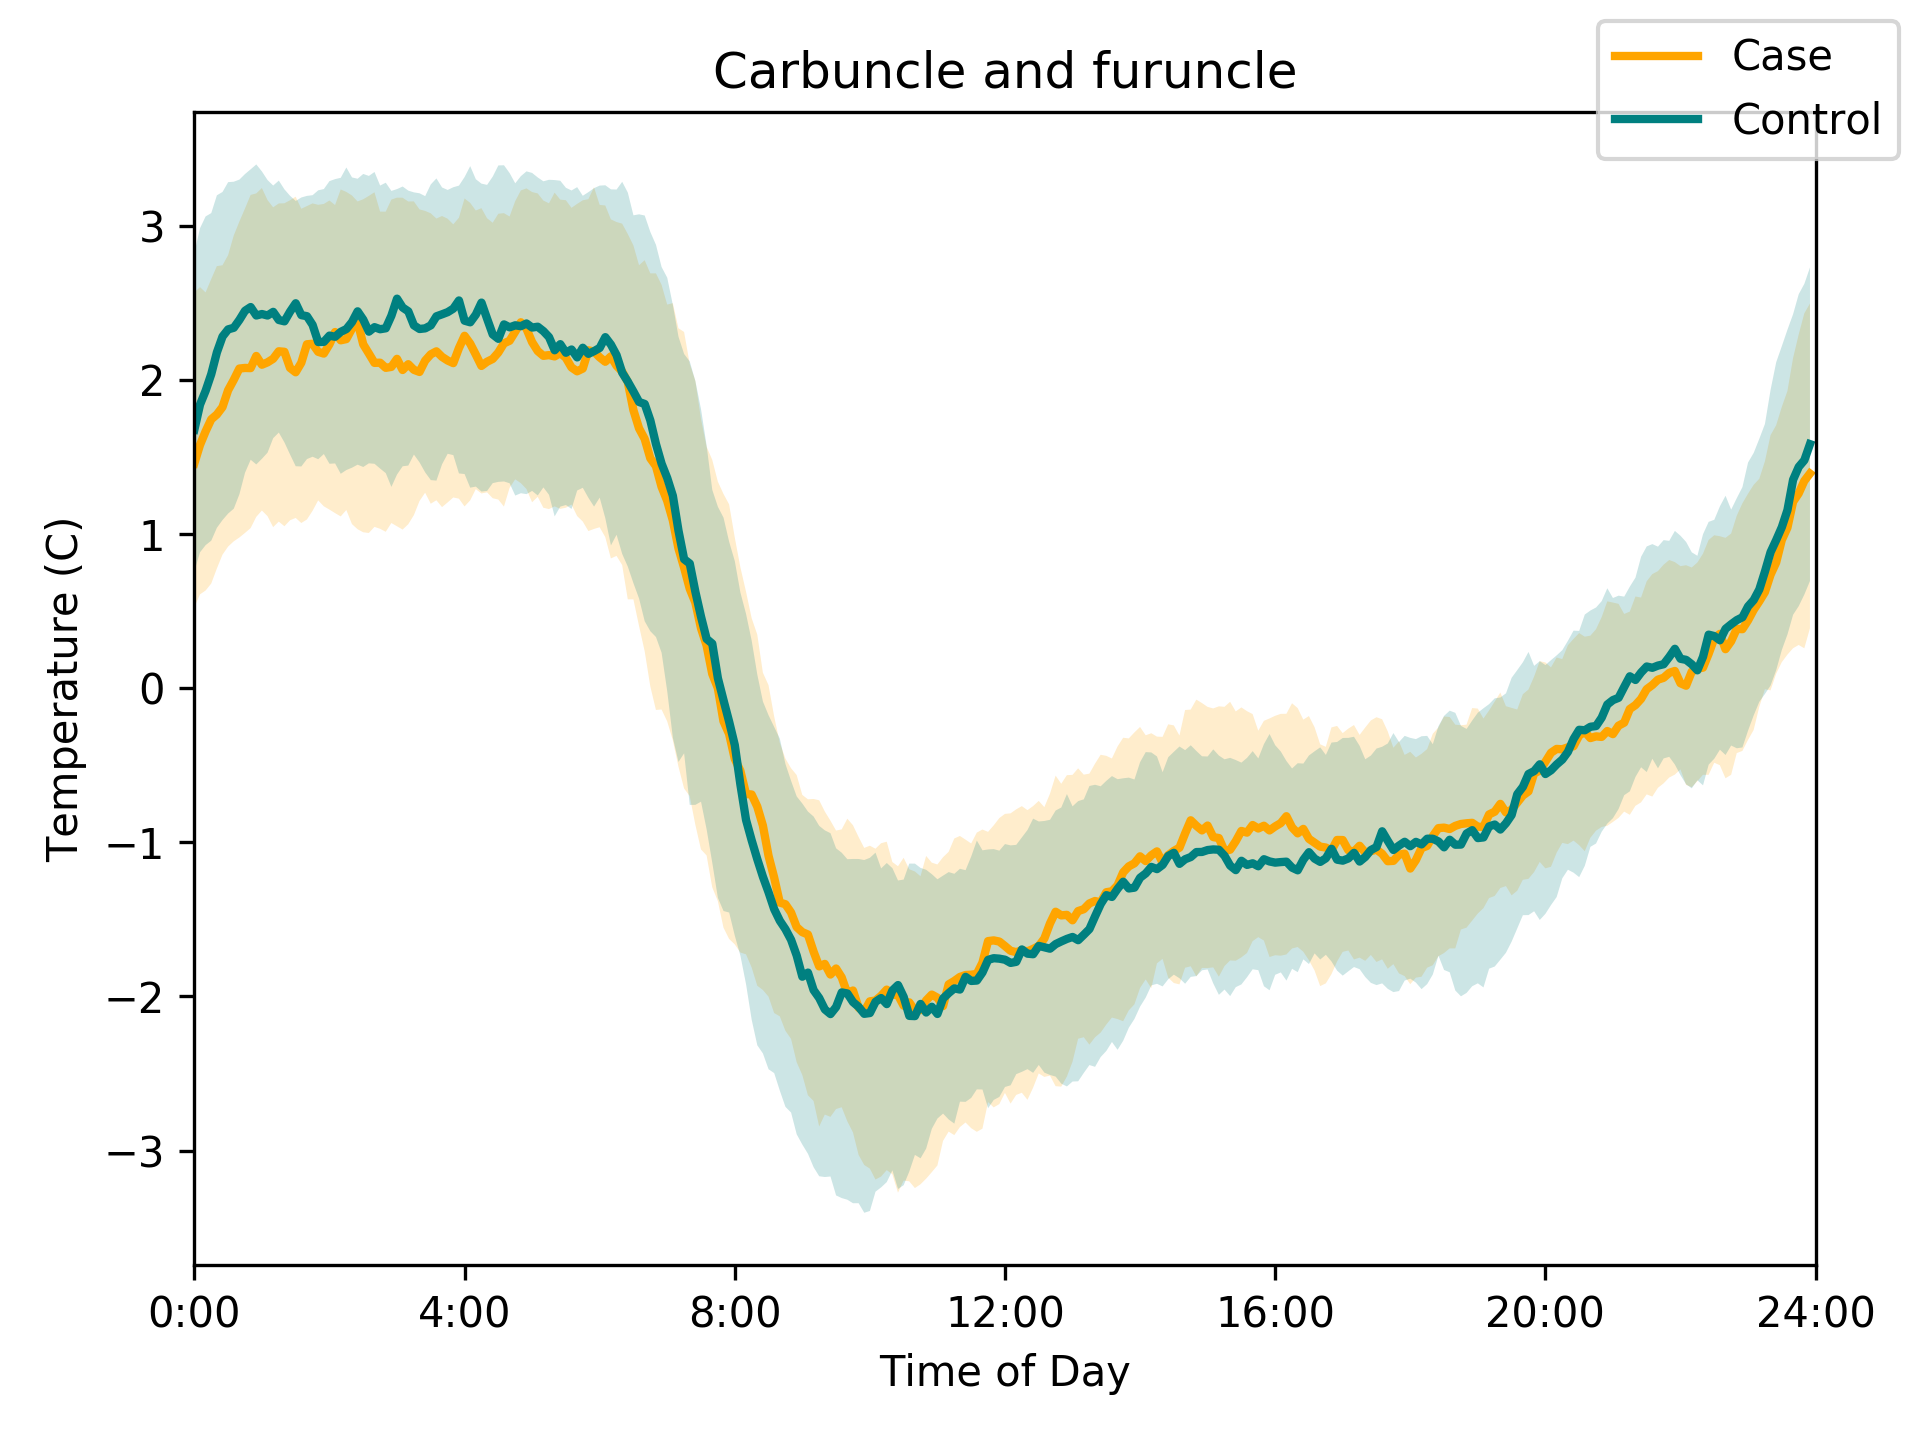 Carbuncle and furuncle
Case
Control
Temperature (C)
3
2
1
0
−1
−2
−3
0:00
4:00
8:00
12:00
16:00
20:00
24:00
Time of Day